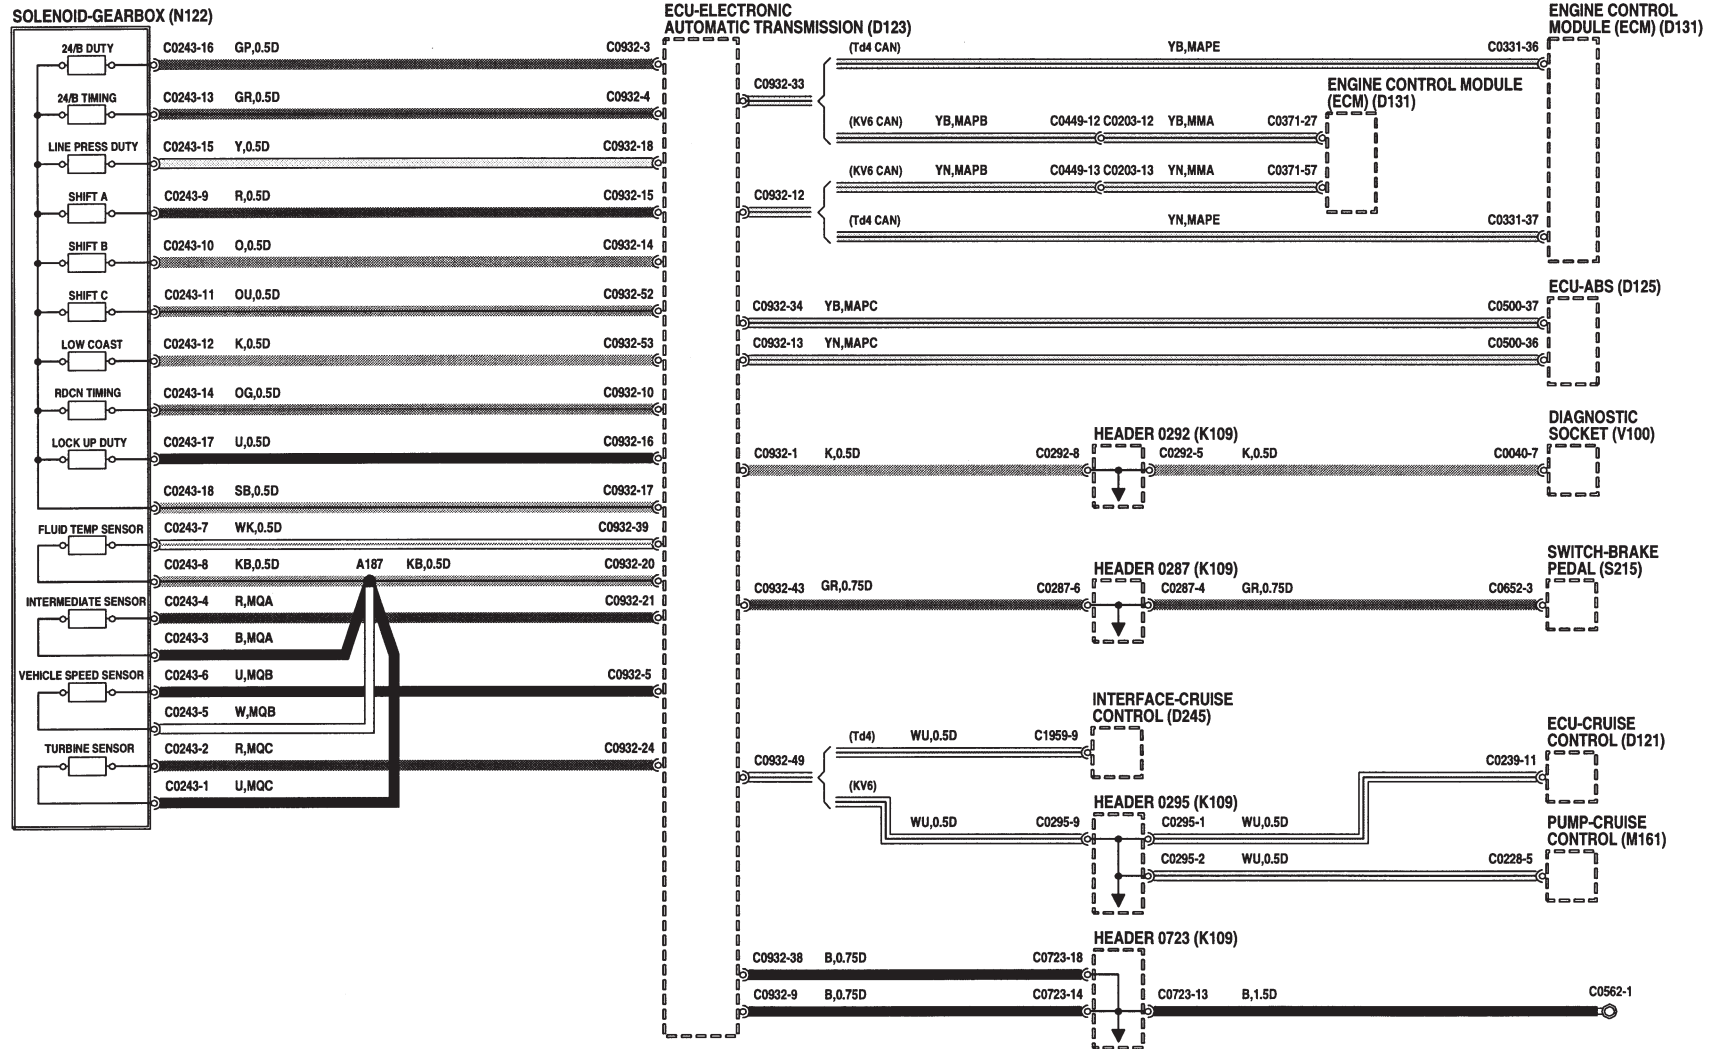 SOLENOID-GEARBOX (N122)
24/B DUTY
C0243-16 GP,0.5D C0932-3
24/B TIMING
C0243-13 GR,0.5D C0932-4
LINE PRESS DUTY
C0243-15 Y,0.5D C0932-18
SHIFT A
C0243-9 R,0.5D C0932-15
SHIFT B
C0243-10 O,0.5D C0932-14
SHIFT C
C0243-11 OU,0.5D C0932-52
LOW COAST
C0243-12 K,0.5D C0932-53
RDCN TIMING
C0243-14 OG,0.5D C0932-10
LOCK UP DUTY
C0243-17 U,0.5D C0932-16
C0243-18 SB,0.5D C0932-17
FLUID TEMP SENSOR
C0243-7 WK,0.5D C0932-39
C0243-8 KB,0.5D A187 KB,0.5D C0932-20
INTERMEDIATE SENSOR
C0243-4 R,MQA C0932-21
C0243-3 B,MQA
VEHICLE SPEED SENSOR
C0243-6 U,MQB C0932-5
C0243-5 W,MQB
TURBINE SENSOR
C0243-2 R,MQC C0932-24
C0243-1 U,MQC
ECU-ELECTRONIC
AUTOMATIC TRANSMISSION (D123)
C0932-33
(Td4 CAN) YB,MAPE C0331-36
(KV6 CAN) YB,MAPB C0449-12 C0203-12 YB,MMA C0371-27
ENGINE CONTROL MODULE
(ECM) (D131)
ENGINE CONTROL
MODULE (ECM) (D131)
C0932-12
(KV6 CAN) YN,MAPB C0449-13 C0203-13 YN,MMA C0371-57
(Td4 CAN) YN,MAPE C0331-37
ECU-ABS (D125)
C0932-34 YB,MAPC C0500-37
C0932-13 YN,MAPC C0500-36
DIAGNOSTIC
SOCKET (V100)
HEADER 0292 (K109)
C0932-1 K,0.5D C0292-8 C0292-5 K,0.5D C0040-7
SWITCH-BRAKE
PEDAL (S215)
HEADER 0287 (K109)
C0932-43 GR,0.75D C0287-6 C0287-4 GR,0.75D C0652-3
INTERFACE-CRUISE
CONTROL (D245)
C0932-49
(Td4) WU,0.5D C1959-9
(KV6)
ECU-CRUISE
CONTROL (D121)
C0239-11
HEADER 0295 (K109)
WU,0.5D C0295-9 C0295-1 WU,0.5D
PUMP-CRUISE
CONTROL (M161)
C0295-2 WU,0.5D C0228-5
HEADER 0723 (K109)
C0932-38 B,0.75D C0723-18
C0932-9 B,0.75D C0723-14 C0723-13 B,1.5D C0562-1